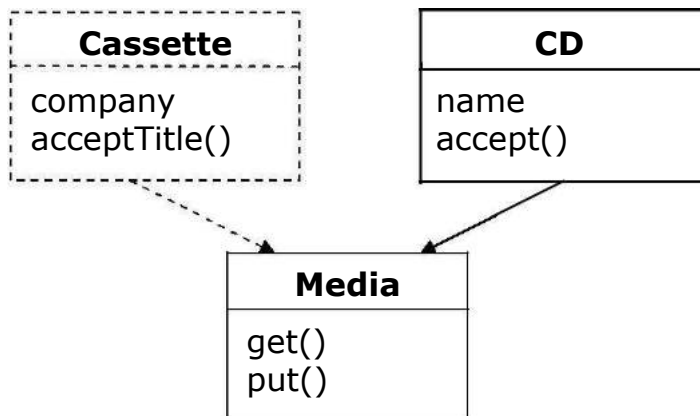 Cassette
company
acceptTitle()
CD
name
accept()
Media
get()
put()